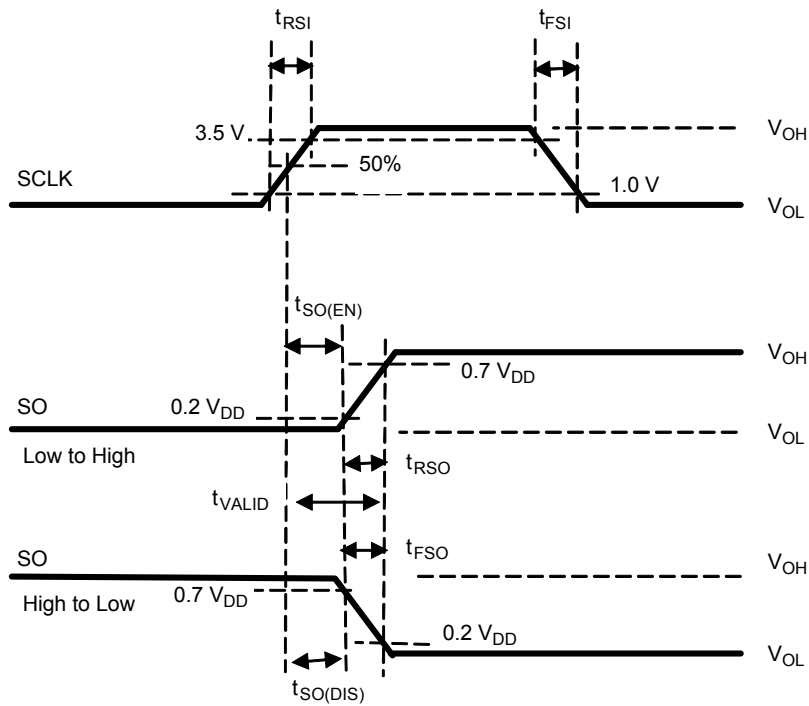 tRSI
tFSI
3.5 V
VOH
50%
SCLK
1.0 V
VOL
tSO(EN)
VOH
0.7 VDD
SO
0.2 VDD
VOL
Low to High
tRSO
tVALID
tFSO
SO
VOH
0.7 VDD
High to Low
0.2 VDD
VOL
tSO(DIS)